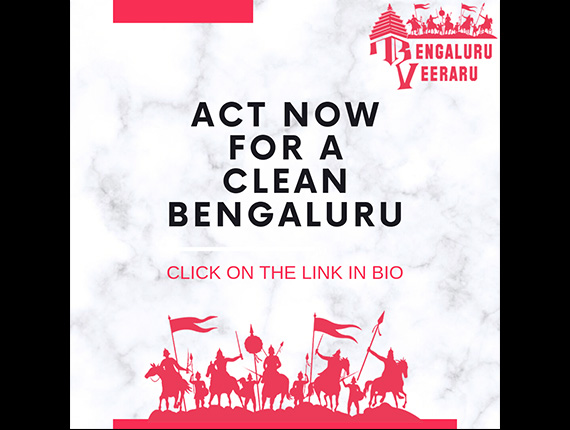 BENGALURU
VEERARU
ACT NOW
FOR A
CLEAN
BENGALURU
CLICK ON THE LINK IN BIO